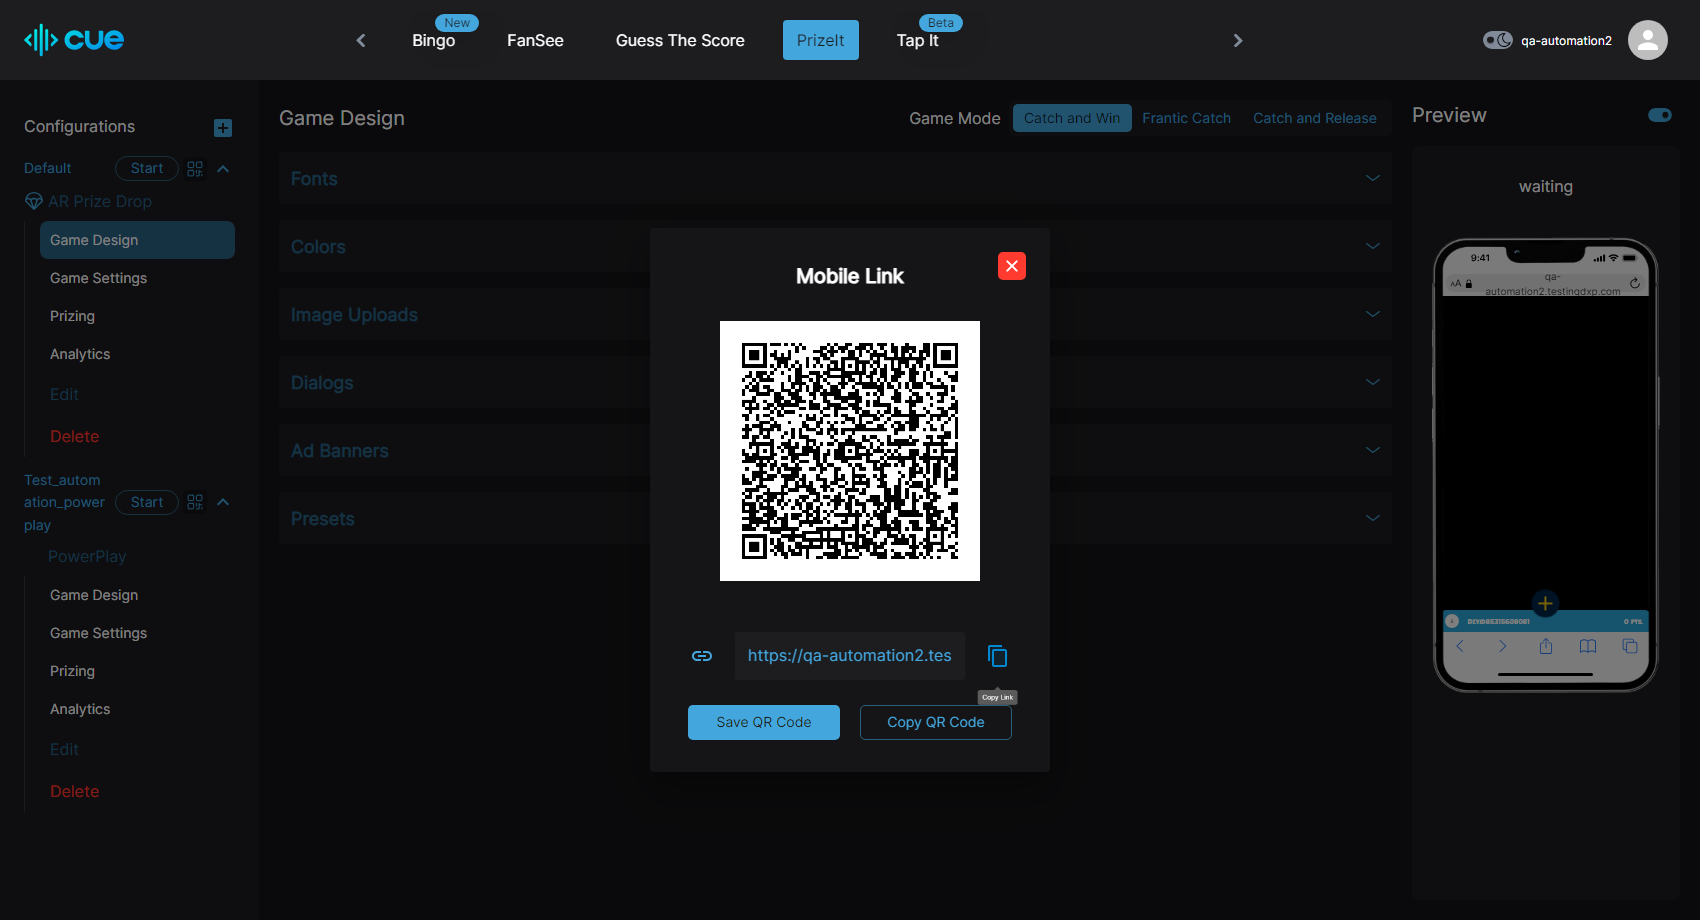 cue
Bingo
New
FanSee
Guess The Score
PrizeIt
Tap It
Beta
qa-automation2
Configurations
Default
Start
AR Prize Drop
Game Design
Game Settings
Prizing
Analytics
Edit
Delete
Test_autom
ation_power
play
Start
PowerPlay
Game Design
Game Settings
Prizing
Analytics
Edit
Delete
Game Design
Game Mode
Catch and Win
Frantic Catch
Catch and Release
Fonts
Colors
Image Uploads
Dialogs
Ad Banners
Presets
Mobile Link
https://qa-automation2.tes
Copy Link
Save QR Code
Copy QR Code
Preview
waiting
9:41
AA
qa-
automation2.testingdxp.com
0 PTS.